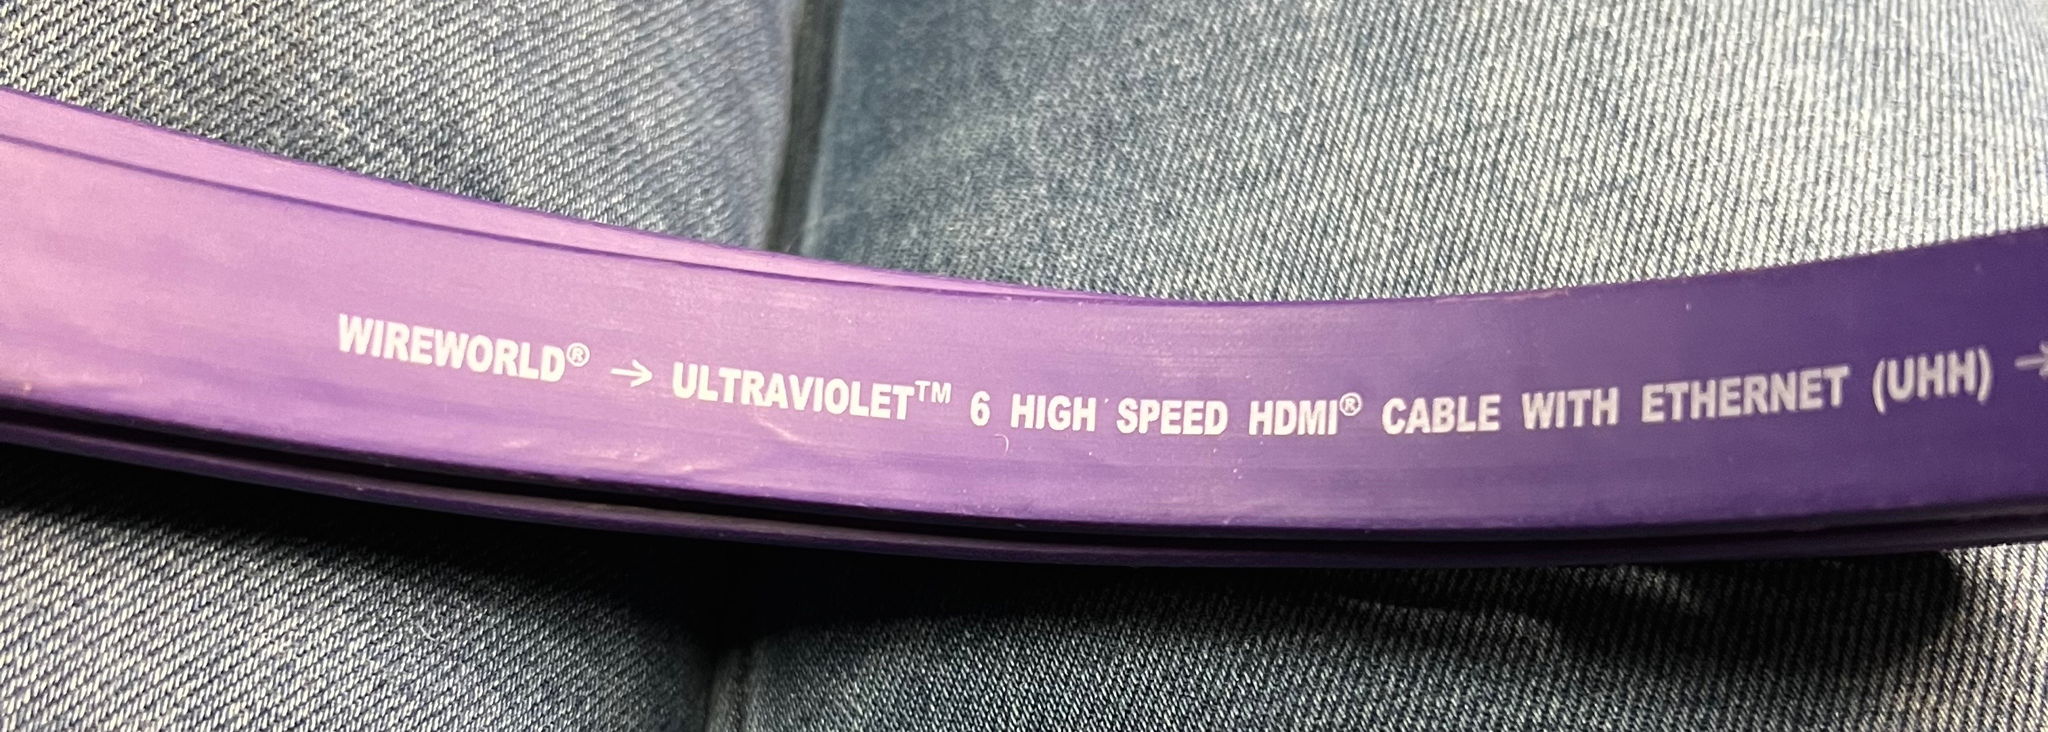 WIREWORLD® → ULTRAVIOLET™ 6 HIGH SPEED HDMI® CABLE WITH ETHERNET (UHH) →